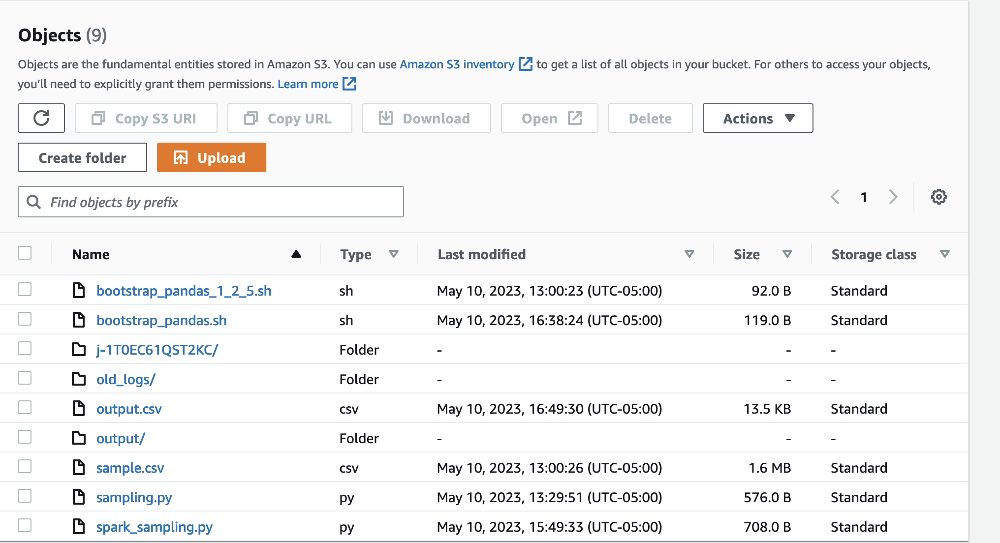 Objects (9)
Objects are the fundamental entities stored in Amazon S3. You can use Amazon S3 inventory to get a list of all objects in your bucket. For others to access your objects,
you’ll need to explicitly grant them permissions. Learn more
Copy S3 URI Copy URL Download Open Delete Actions
Create folder Upload
Find objects by prefix 1
Name Type Last modified Size Storage class
bootstrap_pandas_1_2_5.sh sh May 10, 2023, 13:00:23 (UTC-05:00) 92.0 B Standard
bootstrap_pandas.sh sh May 10, 2023, 16:38:24 (UTC-05:00) 119.0 B Standard
j-1T0EC61QST2KC/ Folder - - -
old_logs/ Folder - - -
output.csv csv May 10, 2023, 16:49:30 (UTC-05:00) 13.5 KB Standard
output/ Folder - - -
sample.csv csv May 10, 2023, 13:00:26 (UTC-05:00) 1.6 MB Standard
sampling.py py May 10, 2023, 13:29:51 (UTC-05:00) 576.0 B Standard
spark_sampling.py py May 10, 2023, 15:49:33 (UTC-05:00) 708.0 B Standard